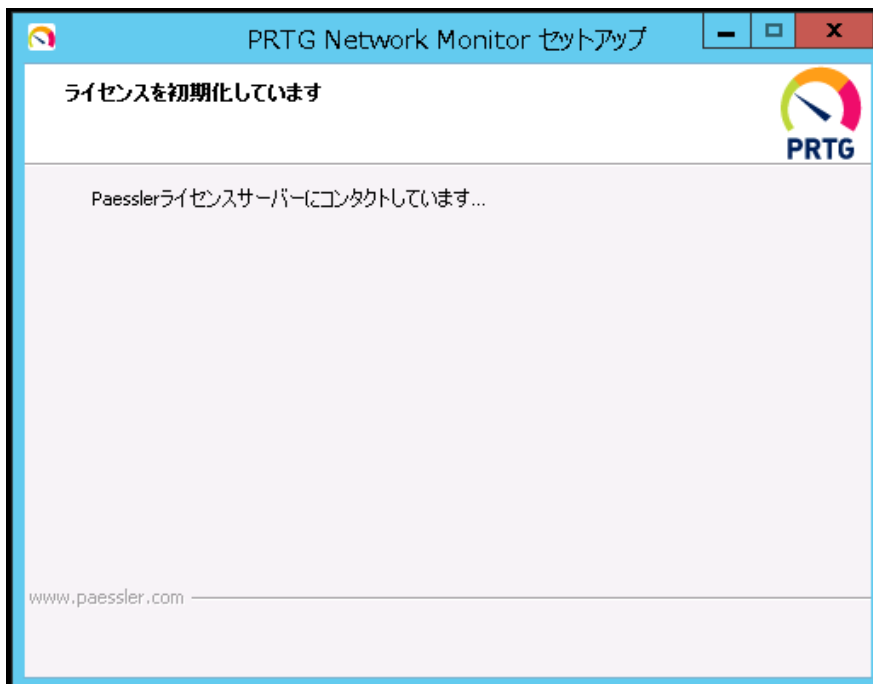 PRTG Network Monitor セットアップ
ライセンスを初期化しています
PRTG
Paesslerライセンスサーバーにコンタクトしています...
www.paessler.com